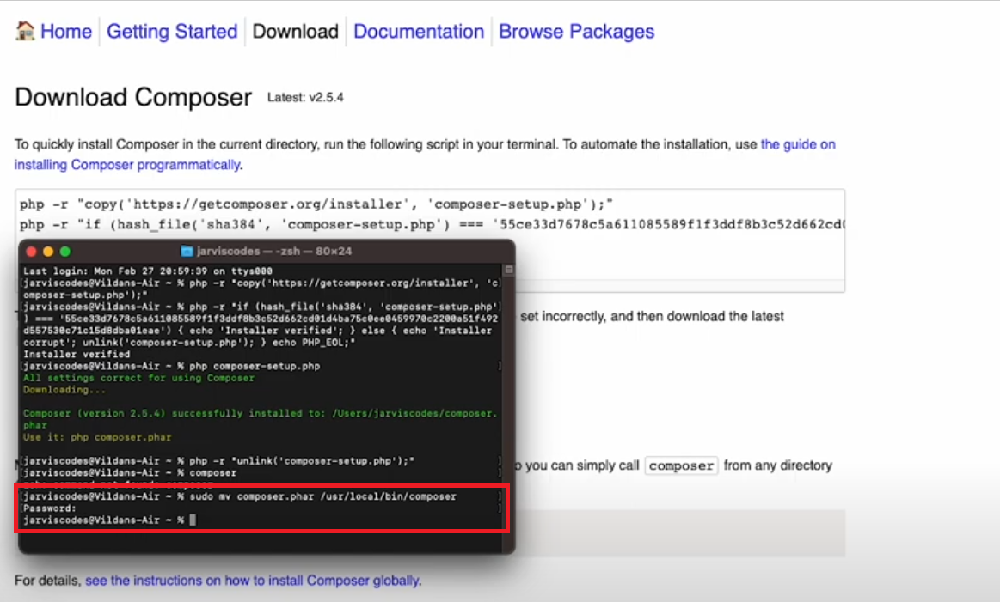 Home Getting Started Download Documentation Browse Packages
Download Composer Latest: v2.5.4
To quickly install Composer in the current directory, run the following script in your terminal. To automate the installation, use the guide on
installing Composer programmatically.
php -r "copy('https://getcomposer.org/installer', 'composer-setup.php');"
php -r "if (hash_file('sha384', 'composer-setup.php') === '55ce33d7678c5a611085589f1f3ddf8b3c52d662cd0
jarviscodes — -zsh — 80×24
Last login: Mon Feb 27 20:59:39 on ttys000
[jarviscodes@Vildans-Air ~ % php -r "copy('https://getcomposer.org/installer', 'c]
omposer-setup.php');"
[jarviscodes@Vildans-Air ~ % php -r "if (hash_file('sha384', 'composer-setup.php']
) === '55ce33d7678c5a611085589f1f3ddf8b3c52d662cd01d4ba75c0ee0459970c2200a51f492
d557530c71c15d8dba01eae') { echo 'Installer verified'; } else { echo 'Installer
corrupt'; unlink('composer-setup.php'); } echo PHP_EOL;"
Installer verified
[jarviscodes@Vildans-Air ~ % php composer-setup.php ]
All settings correct for using Composer
Downloading...
Composer (version 2.5.4) successfully installed to: /Users/jarviscodes/composer.
phar
Use it: php composer.phar
[jarviscodes@Vildans-Air ~ % php -r "unlink('composer-setup.php');" ]
[jarviscodes@Vildans-Air ~ % composer ]
zsh: command not found: composer
[jarviscodes@Vildans-Air ~ % sudo mv composer.phar /usr/local/bin/composer ]
[Password: ]
jarviscodes@Vildans-Air ~ %
set incorrectly, and then download the latest
you can simply call composer from any directory
For details, see the instructions on how to install Composer globally.